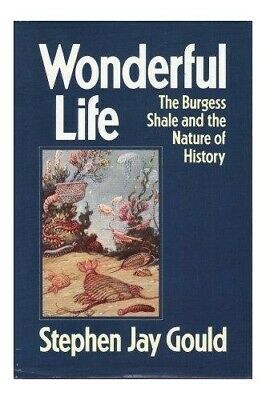 Wonderful
Life
The Burgess
Shale and the
Nature of
History
Stephen Jay Gould